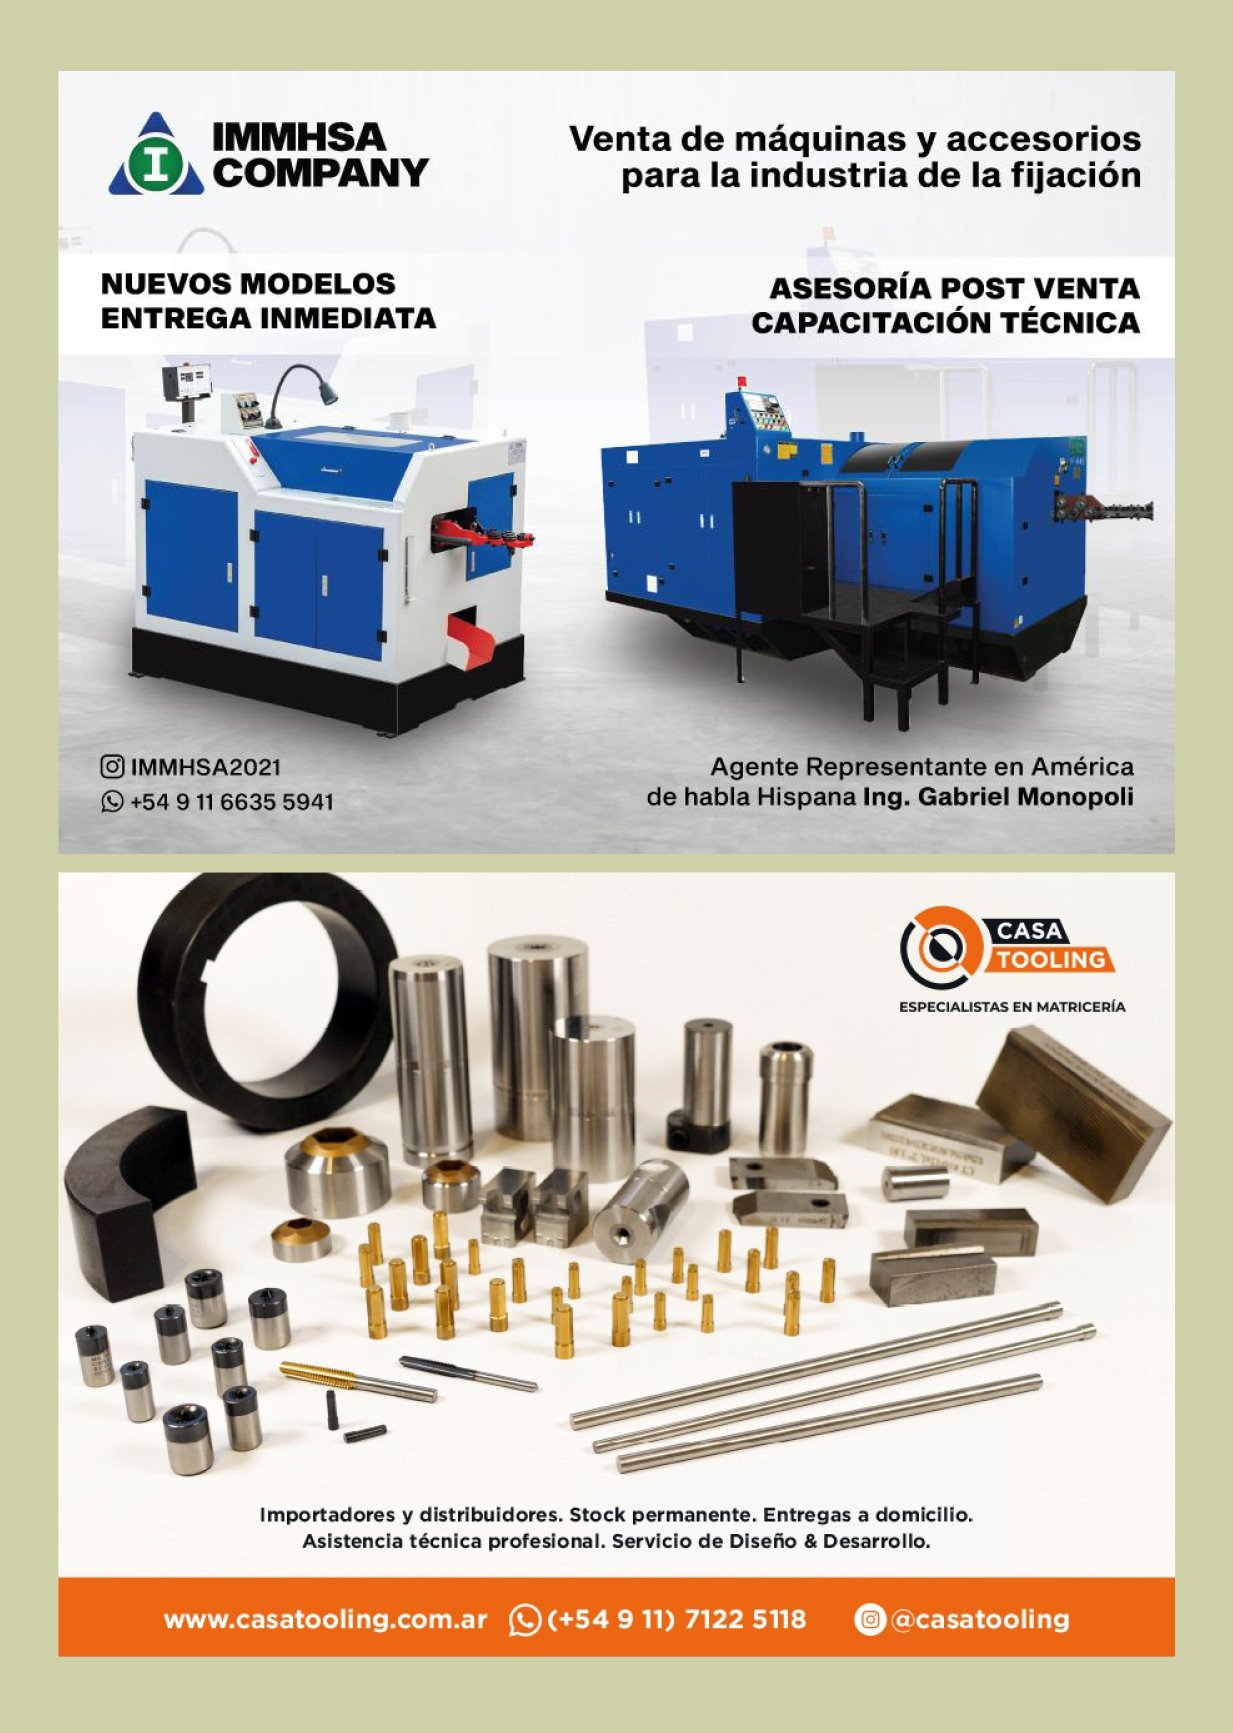 IMMHSA
COMPANY
Venta de máquinas y accesorios
para la industria de la fijación
NUEVOS MODELOS
ENTREGA INMEDIATA
ASESORÍA POST VENTA
CAPACITACIÓN TÉCNICA
IMMHSA2021
+54 9 11 6635 5941
Agente Representante en América
de habla Hispana Ing. Gabriel Monopoli
CASA
TOOLING
ESPECIALISTAS EN MATRICERÍA
Importadores y distribuidores. Stock permanente. Entregas a domicilio.
Asistencia técnica profesional. Servicio de Diseño & Desarrollo.
www.casatooling.com.ar (+54 9 11) 7122 5118 @casatooling